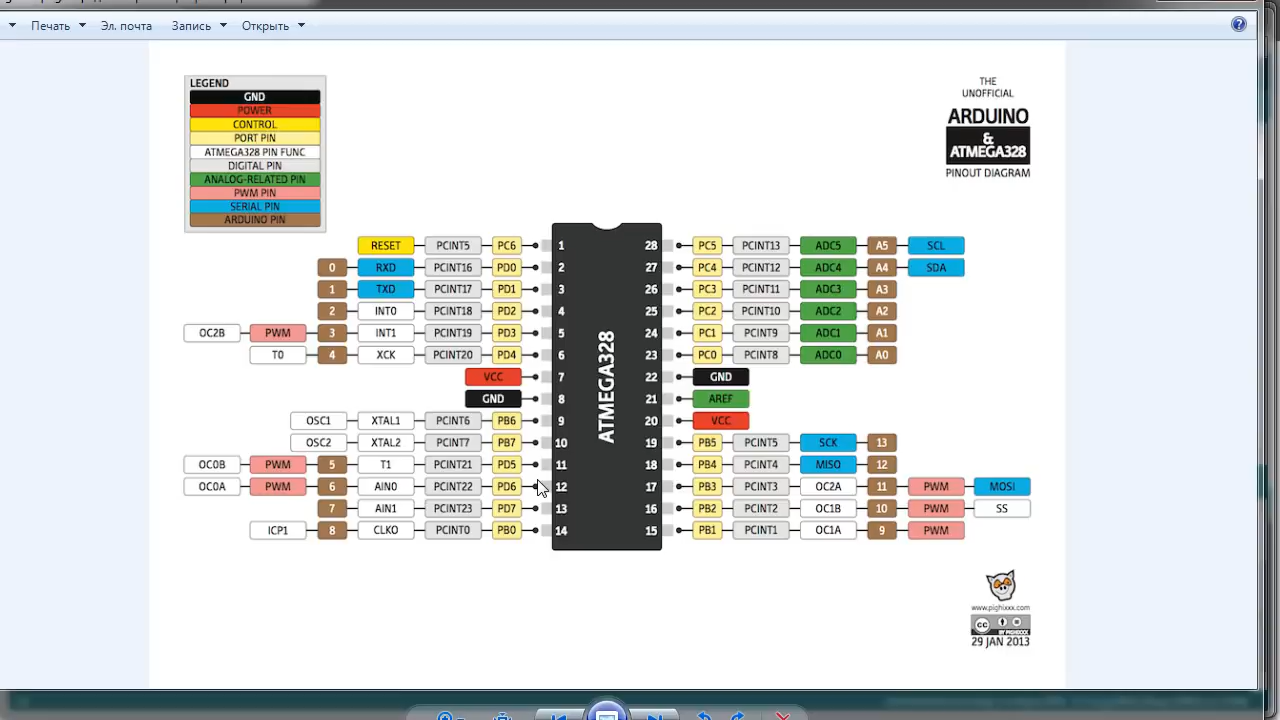 Печать Эл. почта Запись Открыть
LEGEND
GND
POWER
CONTROL
PORT PIN
ATMEGA328 PIN FUNC
DIGITAL PIN
ANALOG-RELATED PIN
PWM PIN
SERIAL PIN
ARDUINO PIN
THE
UNOFFICIAL
ARDUINO
&
ATMEGA328
PINOUT DIAGRAM
RESET PCINT5 PC6 1 28 PC5 PCINT13 ADC5 A5 SCL
0 RXD PCINT16 PD0 2 27 PC4 PCINT12 ADC4 A4 SDA
1 TXD PCINT17 PD1 3 26 PC3 PCINT11 ADC3 A3
2 INT0 PCINT18 PD2 4 25 PC2 PCINT10 ADC2 A2
OC2B PWM 3 INT1 PCINT19 PD3 5 24 PC1 PCINT9 ADC1 A1
T0 4 XCK PCINT20 PD4 6 23 PC0 PCINT8 ADC0 A0
VCC 7 22 GND
GND 8 21 AREF
OSC1 XTAL1 PCINT6 PB6 9 20 VCC
OSC2 XTAL2 PCINT7 PB7 10 19 PB5 PCINT5 SCK 13
OC0B PWM 5 T1 PCINT21 PD5 11 18 PB4 PCINT4 MISO 12
OC0A PWM 6 AIN0 PCINT22 PD6 12 17 PB3 PCINT3 OC2A 11 PWM MOSI
7 AIN1 PCINT23 PD7 13 16 PB2 PCINT2 OC1B 10 PWM SS
ICP1 8 CLKO PCINT0 PB0 14 15 PB1 PCINT1 OC1A 9 PWM
ATMEGA328
www.pighixxx.com
cc
BY PIGHIXXX
29 JAN 2013